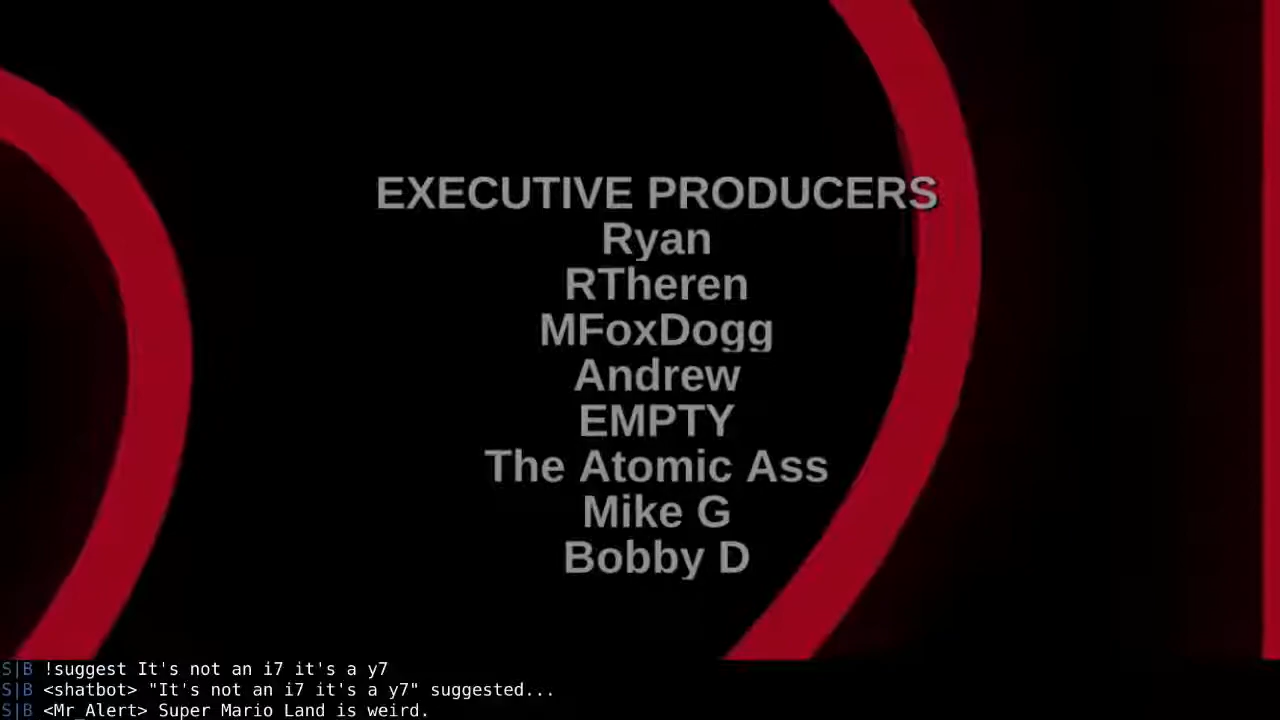 EXECUTIVE PRODUCERS
Ryan
RTheren
MFoxDogg
Andrew
EMPTY
The Atomic Ass
Mike G
Bobby D
S|B !suggest It's not an i7 it's a y7
S|B <shatbot> "It's not an i7 it's a y7" suggested...
S|B <Mr_Alert> Super Mario Land is weird.